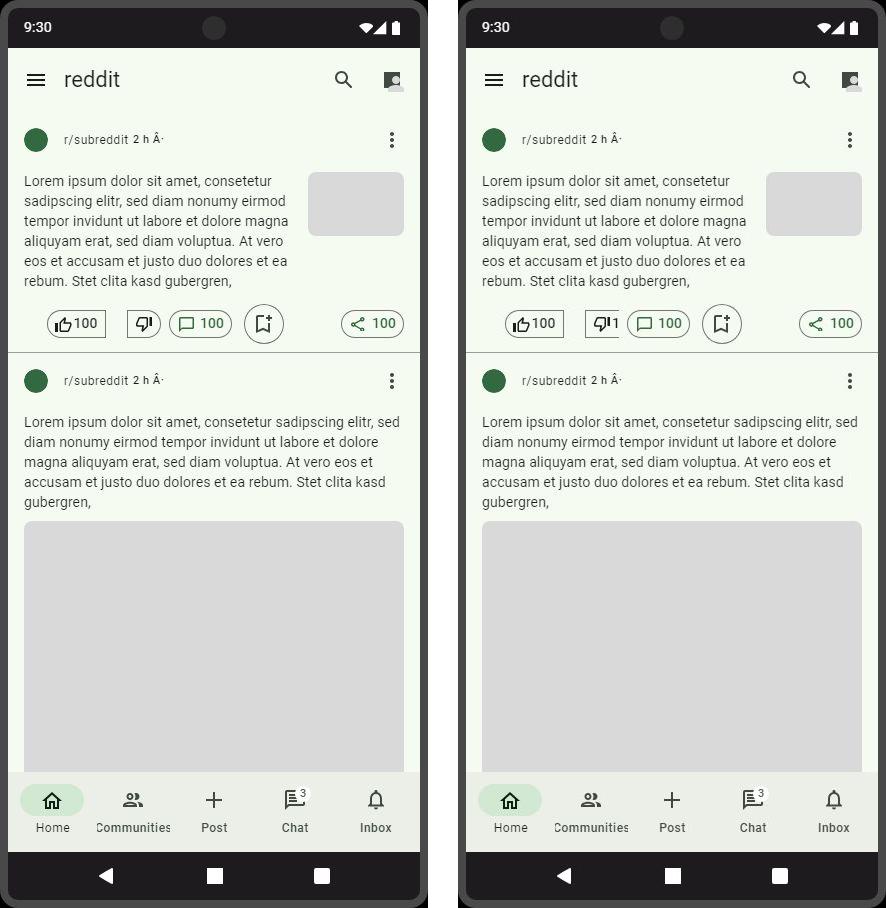 9:30
reddit
r/subreddit 2 h Â·
Lorem ipsum dolor sit amet, consetetur
sadipscing elitr, sed diam nonumy eirmod
tempor invidunt ut labore et dolore magna
aliquyam erat, sed diam voluptua. At vero
eos et accusam et justo duo dolores et ea
rebum. Stet clita kasd gubergren,
100 100 100
r/subreddit 2 h Â·
Lorem ipsum dolor sit amet, consetetur sadipscing elitr, sed
diam nonumy eirmod tempor invidunt ut labore et dolore
magna aliquyam erat, sed diam voluptua. At vero eos et
accusam et justo duo dolores et ea rebum. Stet clita kasd
gubergren,
3
Home Communities Post Chat Inbox
9:30
reddit
r/subreddit 2 h Â·
Lorem ipsum dolor sit amet, consetetur
sadipscing elitr, sed diam nonumy eirmod
tempor invidunt ut labore et dolore magna
aliquyam erat, sed diam voluptua. At vero
eos et accusam et justo duo dolores et ea
rebum. Stet clita kasd gubergren,
100 1 100 100
r/subreddit 2 h Â·
Lorem ipsum dolor sit amet, consetetur sadipscing elitr, sed
diam nonumy eirmod tempor invidunt ut labore et dolore
magna aliquyam erat, sed diam voluptua. At vero eos et
accusam et justo duo dolores et ea rebum. Stet clita kasd
gubergren,
3
Home Communities Post Chat Inbox